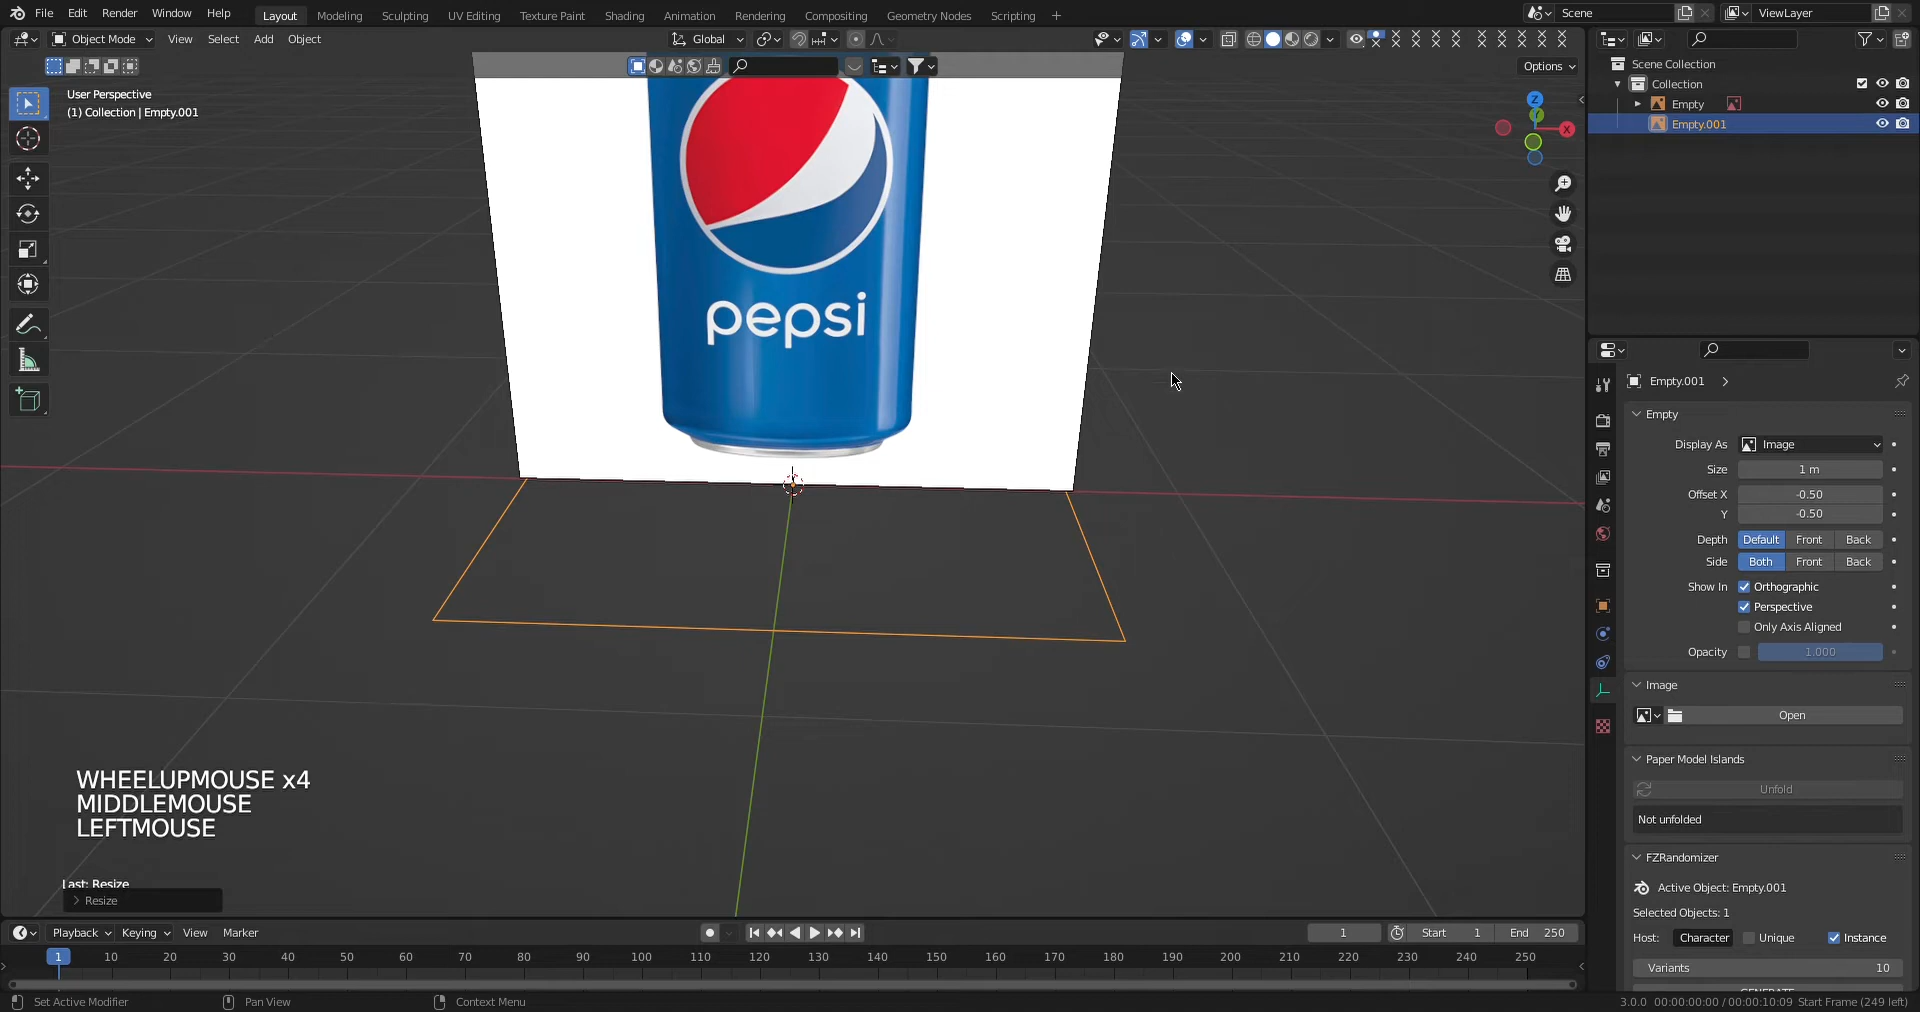 File Edit Render Window Help Layout Modeling Sculpting UV Editing Texture Paint Shading Animation Rendering Compositing Geometry Nodes Scripting + Scene ViewLayer
Object Mode View Select Add Object Global
Options
User Perspective
(1) Collection | Empty.001
Z
X
pepsi
WHEELUPMOUSE x4
MIDDLEMOUSE
LEFTMOUSE
Last: Resize
Resize
Scene Collection
Collection
Empty
Empty.001
Empty.001
Empty
Display As Image
Size 1 m
Offset X -0.50
Y -0.50
Depth Default Front Back
Side Both Front Back
Show In Orthographic
Perspective
Only Axis Aligned
Opacity 1.000
Image
Open
Paper Model Islands
Unfold
Not unfolded
FZRandomizer
Active Object: Empty.001
Selected Objects: 1
Host: Character Unique Instance
Variants 10
Playback Keying View Marker 1 Start 1 End 250
1 10 20 30 40 50 60 70 80 90 100 110 120 130 140 150 160 170 180 190 200 210 220 230 240 250
Set Active Modifier Pan View Context Menu 3.0.0 00:00:00:00 / 00:00:10:09 Start Frame (249 left)